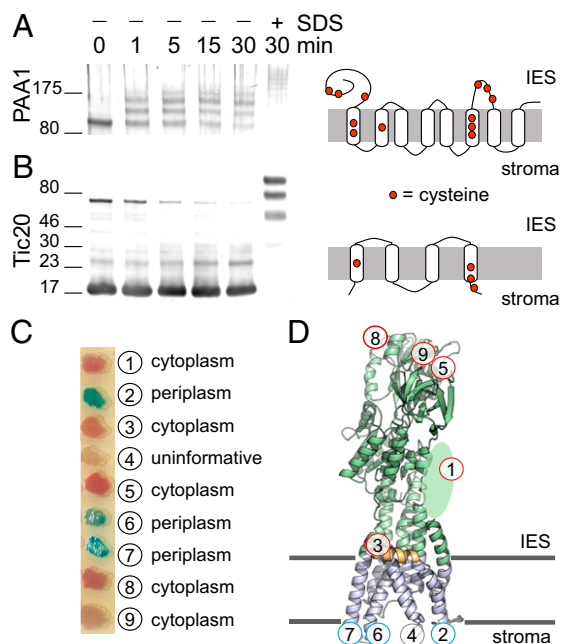 A
− − − − − + SDS
0 1 5 15 30 30 min
PAA1
175
80
IES
stroma
= cysteine
B
Tic20
80
46
30
23
17
IES
stroma
C
1 cytoplasm
2 periplasm
3 cytoplasm
4 uninformative
5 cytoplasm
6 periplasm
7 periplasm
8 cytoplasm
9 cytoplasm
D
8
9
5
1
3
IES
7 6 4 2
stroma